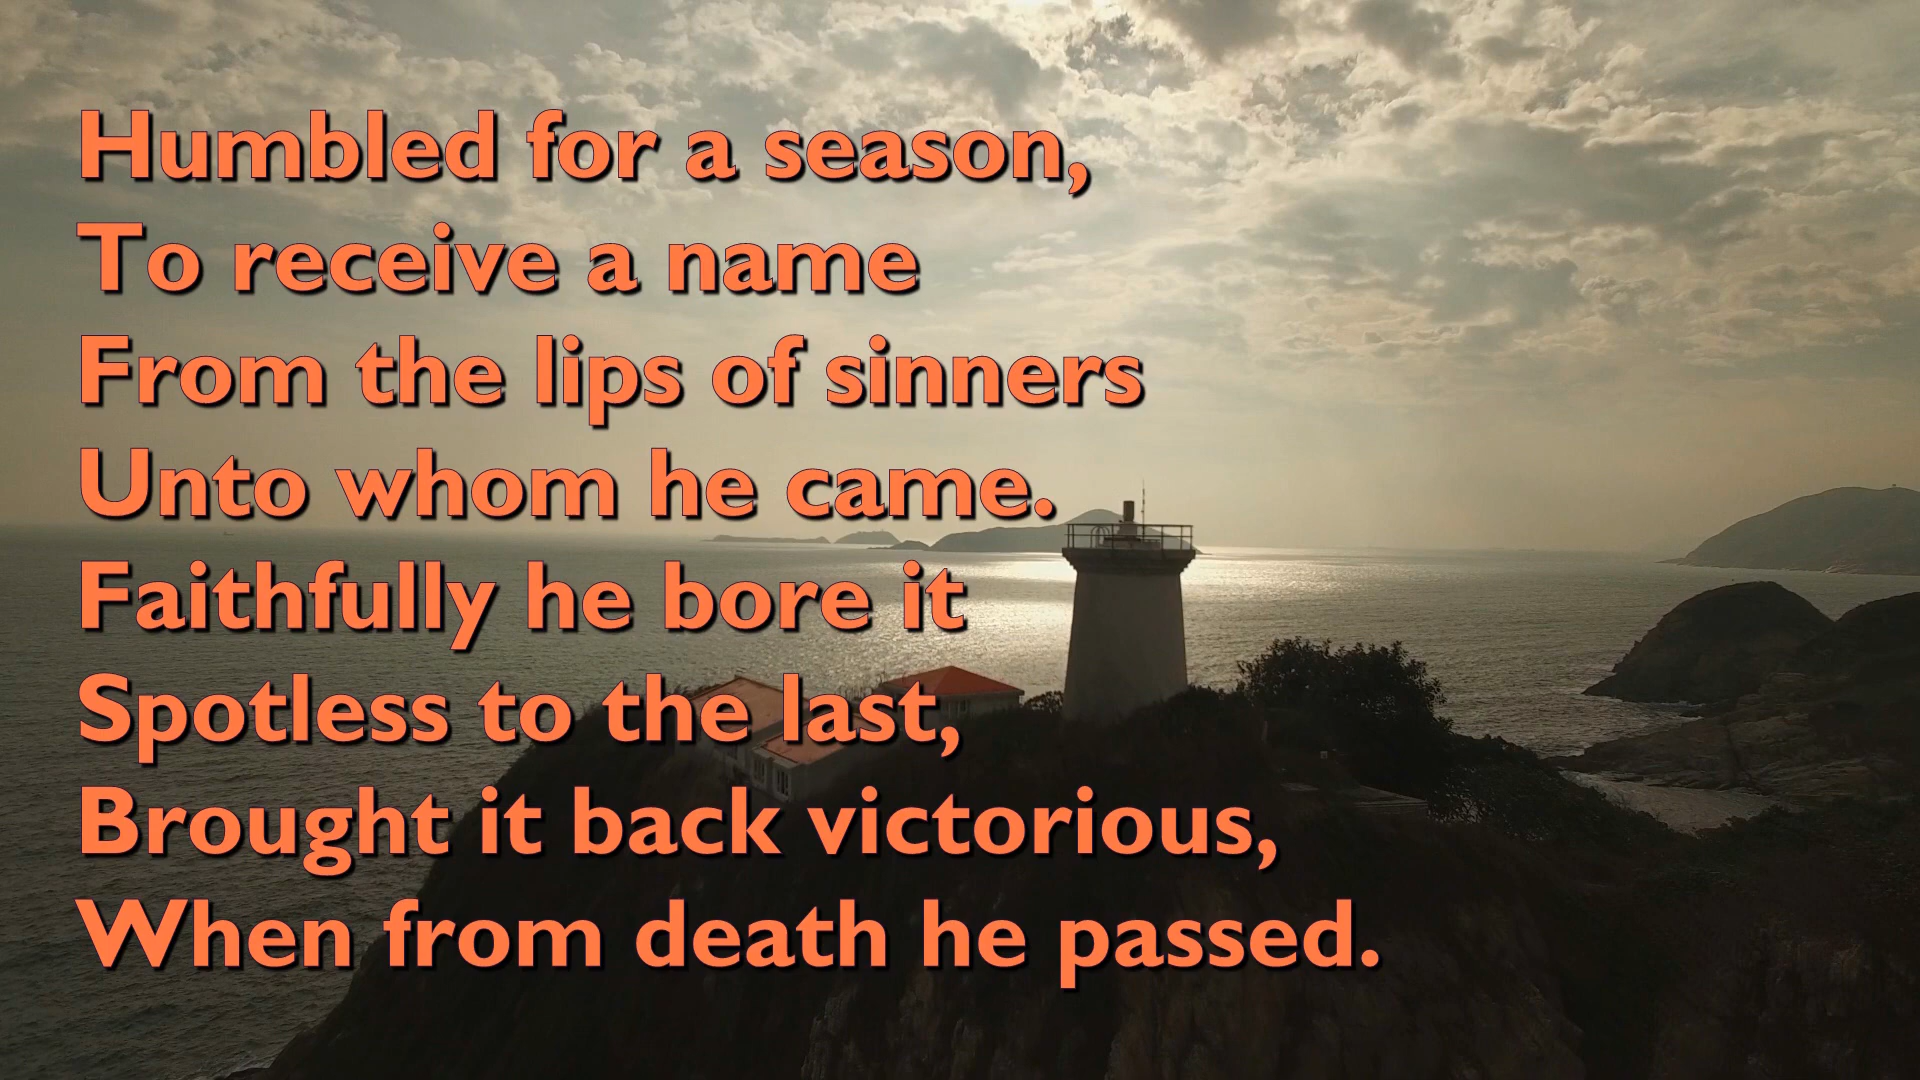 Humbled for a season,
To receive a name
From the lips of sinners
Unto whom he came.
Faithfully he bore it
Spotless to the last,
Brought it back victorious,
When from death he passed.